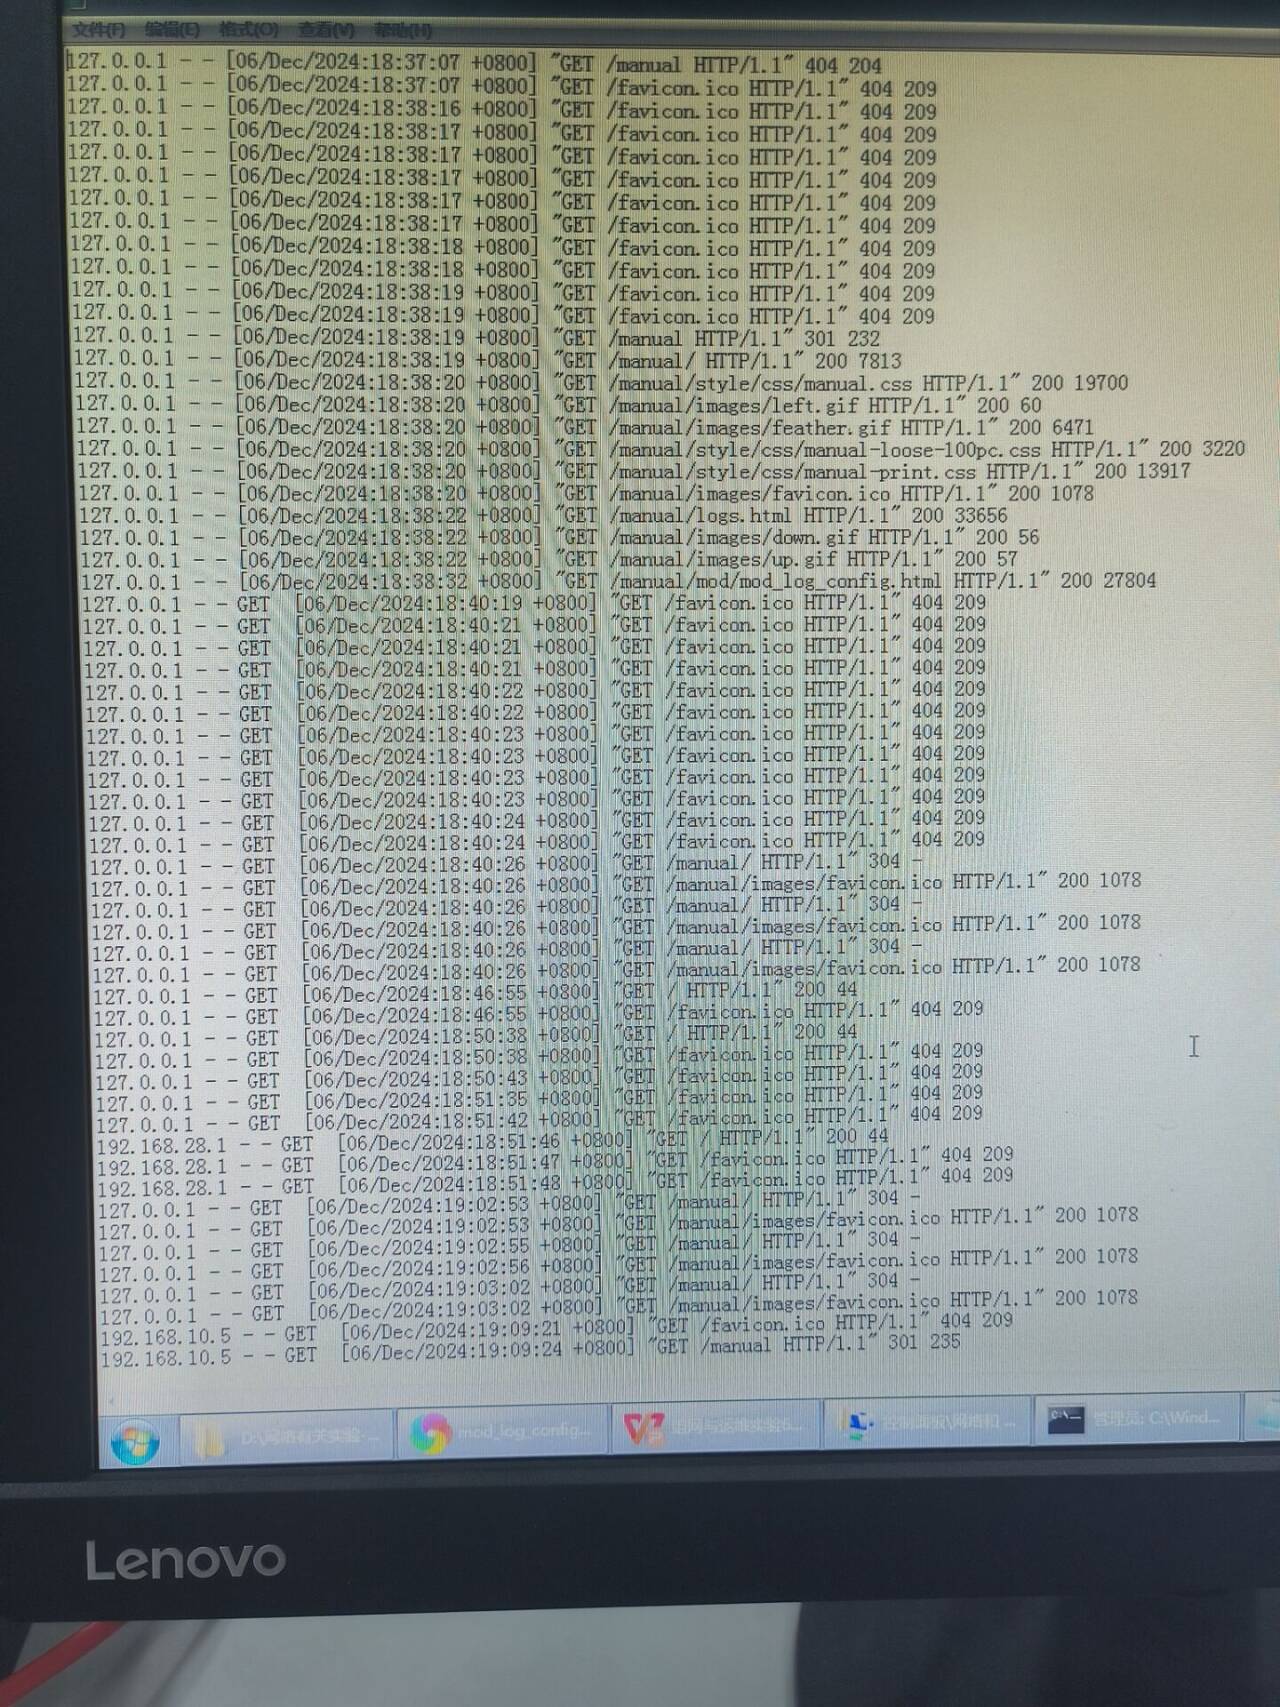 文件(F) 编辑(E) 格式(O) 查看(V) 帮助(H)
127.0.0.1 - - [06/Dec/2024:18:37:07 +0800] "GET /manual HTTP/1.1" 404 204
127.0.0.1 - - [06/Dec/2024:18:37:07 +0800] "GET /favicon.ico HTTP/1.1" 404 209
127.0.0.1 - - [06/Dec/2024:18:38:16 +0800] "GET /favicon.ico HTTP/1.1" 404 209
127.0.0.1 - - [06/Dec/2024:18:38:17 +0800] "GET /favicon.ico HTTP/1.1" 404 209
127.0.0.1 - - [06/Dec/2024:18:38:17 +0800] "GET /favicon.ico HTTP/1.1" 404 209
127.0.0.1 - - [06/Dec/2024:18:38:17 +0800] "GET /favicon.ico HTTP/1.1" 404 209
127.0.0.1 - - [06/Dec/2024:18:38:17 +0800] "GET /favicon.ico HTTP/1.1" 404 209
127.0.0.1 - - [06/Dec/2024:18:38:17 +0800] "GET /favicon.ico HTTP/1.1" 404 209
127.0.0.1 - - [06/Dec/2024:18:38:18 +0800] "GET /favicon.ico HTTP/1.1" 404 209
127.0.0.1 - - [06/Dec/2024:18:38:18 +0800] "GET /favicon.ico HTTP/1.1" 404 209
127.0.0.1 - - [06/Dec/2024:18:38:19 +0800] "GET /favicon.ico HTTP/1.1" 404 209
127.0.0.1 - - [06/Dec/2024:18:38:19 +0800] "GET /favicon.ico HTTP/1.1" 404 209
127.0.0.1 - - [06/Dec/2024:18:38:19 +0800] "GET /manual HTTP/1.1" 301 232
127.0.0.1 - - [06/Dec/2024:18:38:19 +0800] "GET /manual/ HTTP/1.1" 200 7813
127.0.0.1 - - [06/Dec/2024:18:38:20 +0800] "GET /manual/style/css/manual.css HTTP/1.1" 200 19700
127.0.0.1 - - [06/Dec/2024:18:38:20 +0800] "GET /manual/images/left.gif HTTP/1.1" 200 60
127.0.0.1 - - [06/Dec/2024:18:38:20 +0800] "GET /manual/images/feather.gif HTTP/1.1" 200 6471
127.0.0.1 - - [06/Dec/2024:18:38:20 +0800] "GET /manual/style/css/manual-loose-100pc.css HTTP/1.1" 200 3220
127.0.0.1 - - [06/Dec/2024:18:38:20 +0800] "GET /manual/style/css/manual-print.css HTTP/1.1" 200 13917
127.0.0.1 - - [06/Dec/2024:18:38:20 +0800] "GET /manual/images/favicon.ico HTTP/1.1" 200 1078
127.0.0.1 - - [06/Dec/2024:18:38:22 +0800] "GET /manual/logs.html HTTP/1.1" 200 33656
127.0.0.1 - - [06/Dec/2024:18:38:22 +0800] "GET /manual/images/down.gif HTTP/1.1" 200 56
127.0.0.1 - - [06/Dec/2024:18:38:22 +0800] "GET /manual/images/up.gif HTTP/1.1" 200 57
127.0.0.1 - - [06/Dec/2024:18:38:32 +0800] "GET /manual/mod/mod_log_config.html HTTP/1.1" 200 27804
127.0.0.1 - - GET [06/Dec/2024:18:40:19 +0800] "GET /favicon.ico HTTP/1.1" 404 209
127.0.0.1 - - GET [06/Dec/2024:18:40:21 +0800] "GET /favicon.ico HTTP/1.1" 404 209
127.0.0.1 - - GET [06/Dec/2024:18:40:21 +0800] "GET /favicon.ico HTTP/1.1" 404 209
127.0.0.1 - - GET [06/Dec/2024:18:40:21 +0800] "GET /favicon.ico HTTP/1.1" 404 209
127.0.0.1 - - GET [06/Dec/2024:18:40:22 +0800] "GET /favicon.ico HTTP/1.1" 404 209
127.0.0.1 - - GET [06/Dec/2024:18:40:22 +0800] "GET /favicon.ico HTTP/1.1" 404 209
127.0.0.1 - - GET [06/Dec/2024:18:40:23 +0800] "GET /favicon.ico HTTP/1.1" 404 209
127.0.0.1 - - GET [06/Dec/2024:18:40:23 +0800] "GET /favicon.ico HTTP/1.1" 404 209
127.0.0.1 - - GET [06/Dec/2024:18:40:23 +0800] "GET /favicon.ico HTTP/1.1" 404 209
127.0.0.1 - - GET [06/Dec/2024:18:40:23 +0800] "GET /favicon.ico HTTP/1.1" 404 209
127.0.0.1 - - GET [06/Dec/2024:18:40:24 +0800] "GET /favicon.ico HTTP/1.1" 404 209
127.0.0.1 - - GET [06/Dec/2024:18:40:24 +0800] "GET /favicon.ico HTTP/1.1" 404 209
127.0.0.1 - - GET [06/Dec/2024:18:40:26 +0800] "GET /manual/ HTTP/1.1" 304 -
127.0.0.1 - - GET [06/Dec/2024:18:40:26 +0800] "GET /manual/images/favicon.ico HTTP/1.1" 200 1078
127.0.0.1 - - GET [06/Dec/2024:18:40:26 +0800] "GET /manual/ HTTP/1.1" 304 -
127.0.0.1 - - GET [06/Dec/2024:18:40:26 +0800] "GET /manual/images/favicon.ico HTTP/1.1" 200 1078
127.0.0.1 - - GET [06/Dec/2024:18:40:26 +0800] "GET /manual/ HTTP/1.1" 304 -
127.0.0.1 - - GET [06/Dec/2024:18:40:26 +0800] "GET /manual/images/favicon.ico HTTP/1.1" 200 1078
127.0.0.1 - - GET [06/Dec/2024:18:46:55 +0800] "GET / HTTP/1.1" 200 44
127.0.0.1 - - GET [06/Dec/2024:18:46:55 +0800] "GET /favicon.ico HTTP/1.1" 404 209
127.0.0.1 - - GET [06/Dec/2024:18:50:38 +0800] "GET / HTTP/1.1" 200 44
127.0.0.1 - - GET [06/Dec/2024:18:50:38 +0800] "GET /favicon.ico HTTP/1.1" 404 209
127.0.0.1 - - GET [06/Dec/2024:18:50:43 +0800] "GET /favicon.ico HTTP/1.1" 404 209
127.0.0.1 - - GET [06/Dec/2024:18:51:35 +0800] "GET /favicon.ico HTTP/1.1" 404 209
127.0.0.1 - - GET [06/Dec/2024:18:51:42 +0800] "GET /favicon.ico HTTP/1.1" 404 209
192.168.28.1 - - GET [06/Dec/2024:18:51:46 +0800] "GET / HTTP/1.1" 200 44
192.168.28.1 - - GET [06/Dec/2024:18:51:47 +0800] "GET /favicon.ico HTTP/1.1" 404 209
192.168.28.1 - - GET [06/Dec/2024:18:51:48 +0800] "GET /favicon.ico HTTP/1.1" 404 209
127.0.0.1 - - GET [06/Dec/2024:19:02:53 +0800] "GET /manual/ HTTP/1.1" 304 -
127.0.0.1 - - GET [06/Dec/2024:19:02:53 +0800] "GET /manual/images/favicon.ico HTTP/1.1" 200 1078
127.0.0.1 - - GET [06/Dec/2024:19:02:55 +0800] "GET /manual/ HTTP/1.1" 304 -
127.0.0.1 - - GET [06/Dec/2024:19:02:56 +0800] "GET /manual/images/favicon.ico HTTP/1.1" 200 1078
127.0.0.1 - - GET [06/Dec/2024:19:03:02 +0800] "GET /manual/ HTTP/1.1" 304 -
127.0.0.1 - - GET [06/Dec/2024:19:03:02 +0800] "GET /manual/images/favicon.ico HTTP/1.1" 200 1078
192.168.10.5 - - GET [06/Dec/2024:19:09:21 +0800] "GET /favicon.ico HTTP/1.1" 404 209
192.168.10.5 - - GET [06/Dec/2024:19:09:24 +0800] "GET /manual HTTP/1.1" 301 235
D:\网络有关实验... mod_log_config... 组网与运维实验... 控制面板\网络和 ... 管理员: C:\Wind...
Lenovo